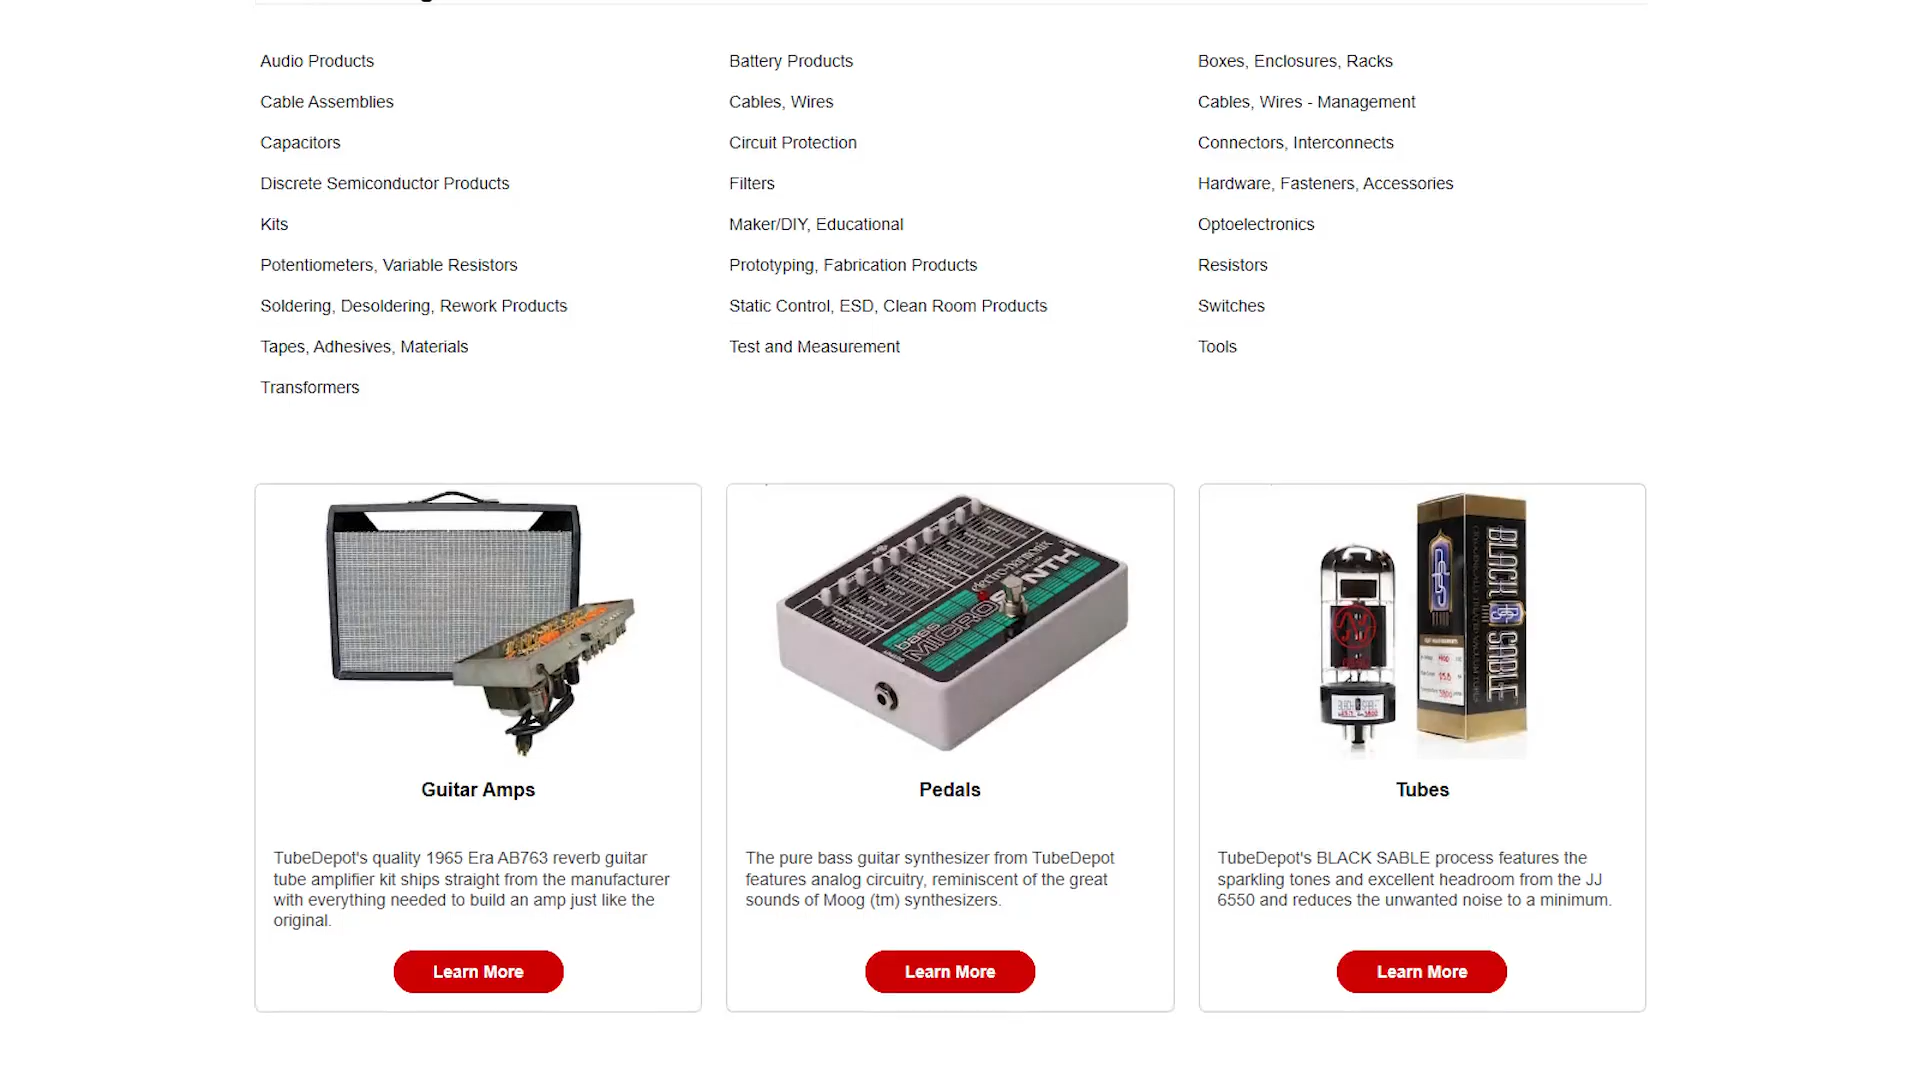 Audio Products
Battery Products
Boxes, Enclosures, Racks
Cable Assemblies
Cables, Wires
Cables, Wires - Management
Capacitors
Circuit Protection
Connectors, Interconnects
Discrete Semiconductor Products
Filters
Hardware, Fasteners, Accessories
Kits
Maker/DIY, Educational
Optoelectronics
Potentiometers, Variable Resistors
Prototyping, Fabrication Products
Resistors
Soldering, Desoldering, Rework Products
Static Control, ESD, Clean Room Products
Switches
Tapes, Adhesives, Materials
Test and Measurement
Tools
Transformers
electro-harmonix
bass
MICROSYNTH
BLACK SABLE
Guitar Amps
TubeDepot's quality 1965 Era AB763 reverb guitar
tube amplifier kit ships straight from the manufacturer
with everything needed to build an amp just like the
original.
Learn More
Pedals
The pure bass guitar synthesizer from TubeDepot
features analog circuitry, reminiscent of the great
sounds of Moog (tm) synthesizers.
Learn More
Tubes
TubeDepot's BLACK SABLE process features the
sparkling tones and excellent headroom from the JJ
6550 and reduces the unwanted noise to a minimum.
Learn More